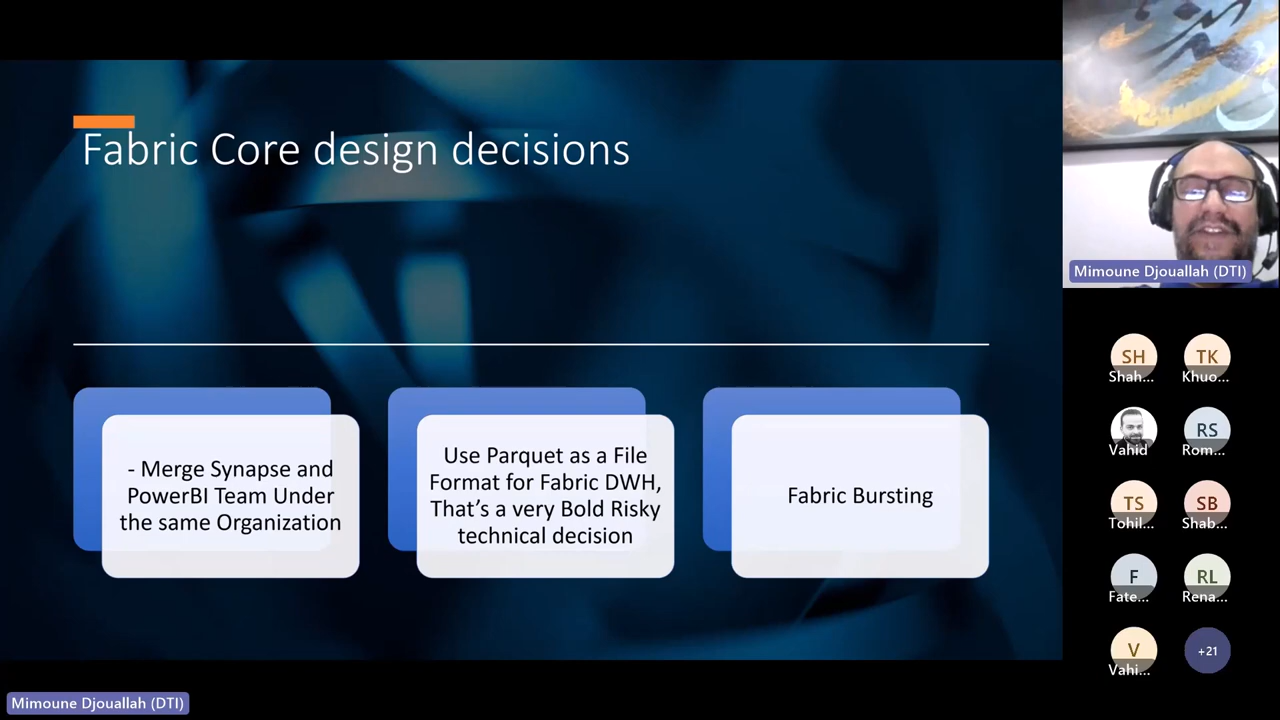 Fabric Core design decisions
- Merge Synapse and
PowerBI Team Under
the same Organization
Use Parquet as a File
Format for Fabric DWH,
That’s a very Bold Risky
technical decision
Fabric Bursting
Mimoune Djouallah (DTI)
SH
Shah...
TK
Khuo...
Vahid
RS
Rom...
TS
Tohil...
SB
Shab...
F
Fate...
RL
Rena...
V
Vahi...
+21
Mimoune Djouallah (DTI)